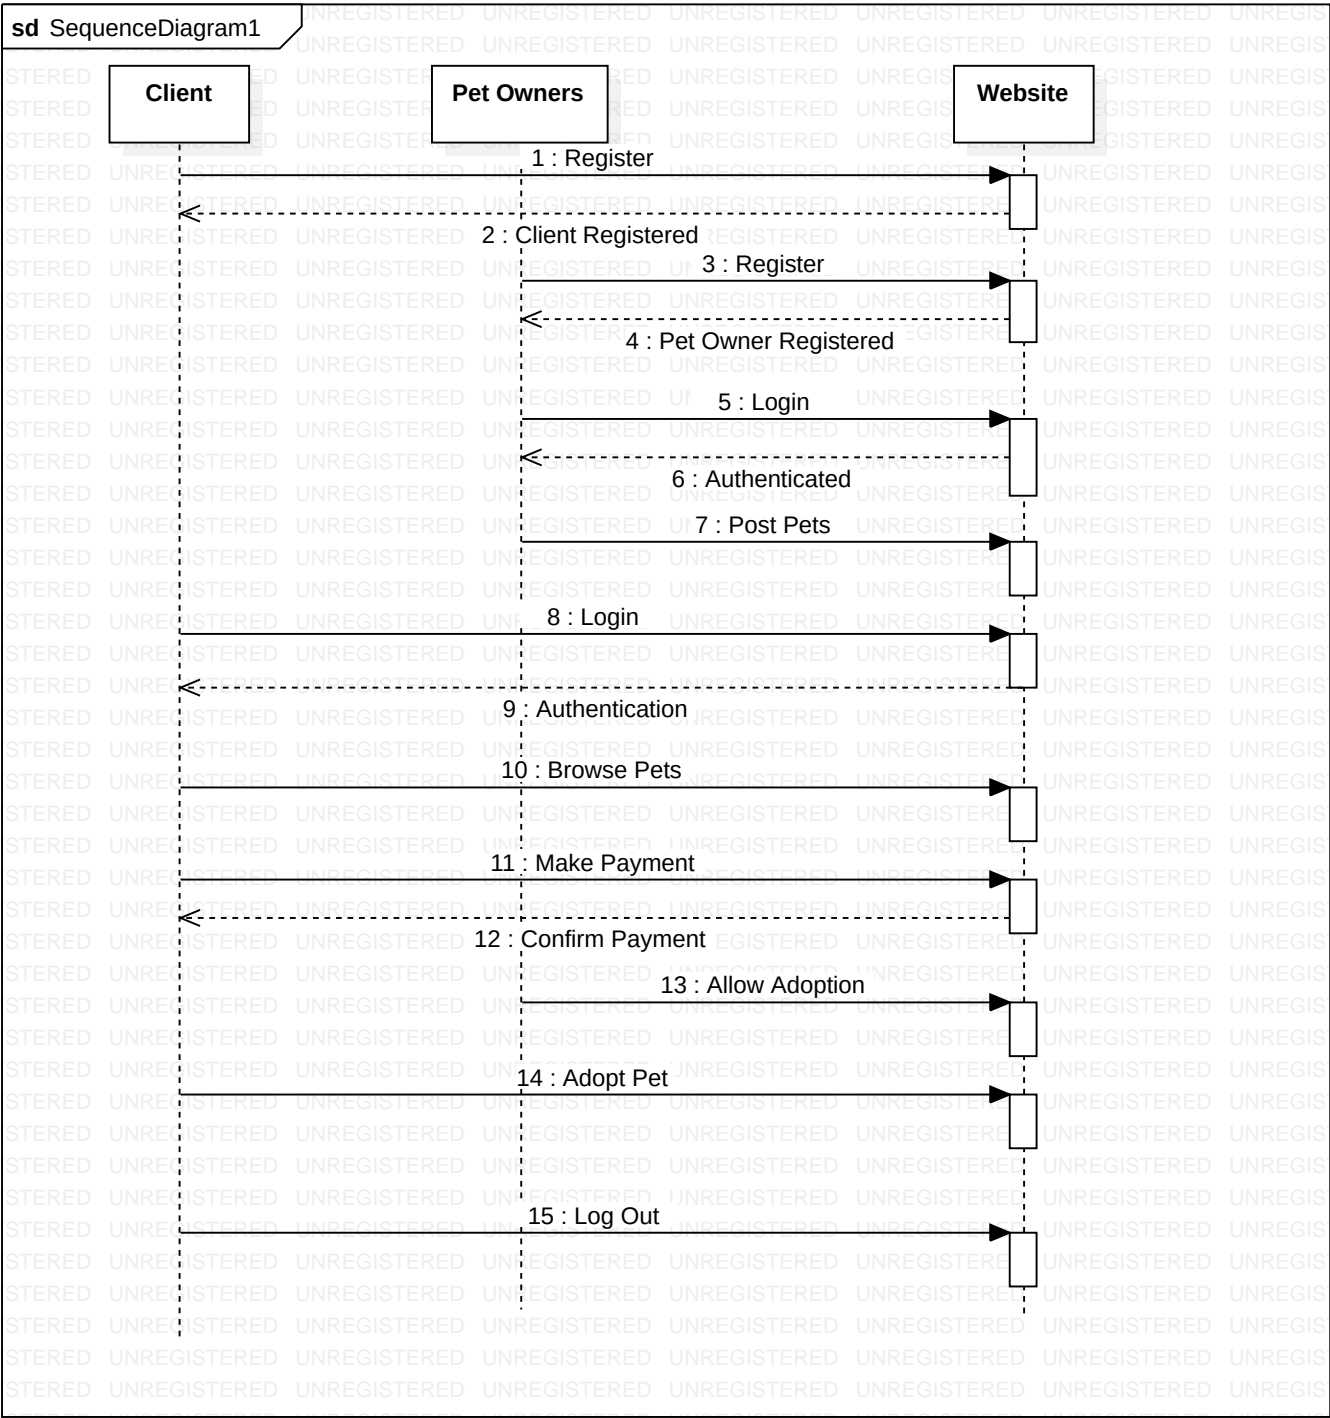 sd SequenceDiagram1
Client
Pet Owners
Website
1 : Register
2 : Client Registered
3 : Register
4 : Pet Owner Registered
5 : Login
6 : Authenticated
7 : Post Pets
8 : Login
9 : Authentication
10 : Browse Pets
11 : Make Payment
12 : Confirm Payment
13 : Allow Adoption
14 : Adopt Pet
15 : Log Out
UNREGISTERED